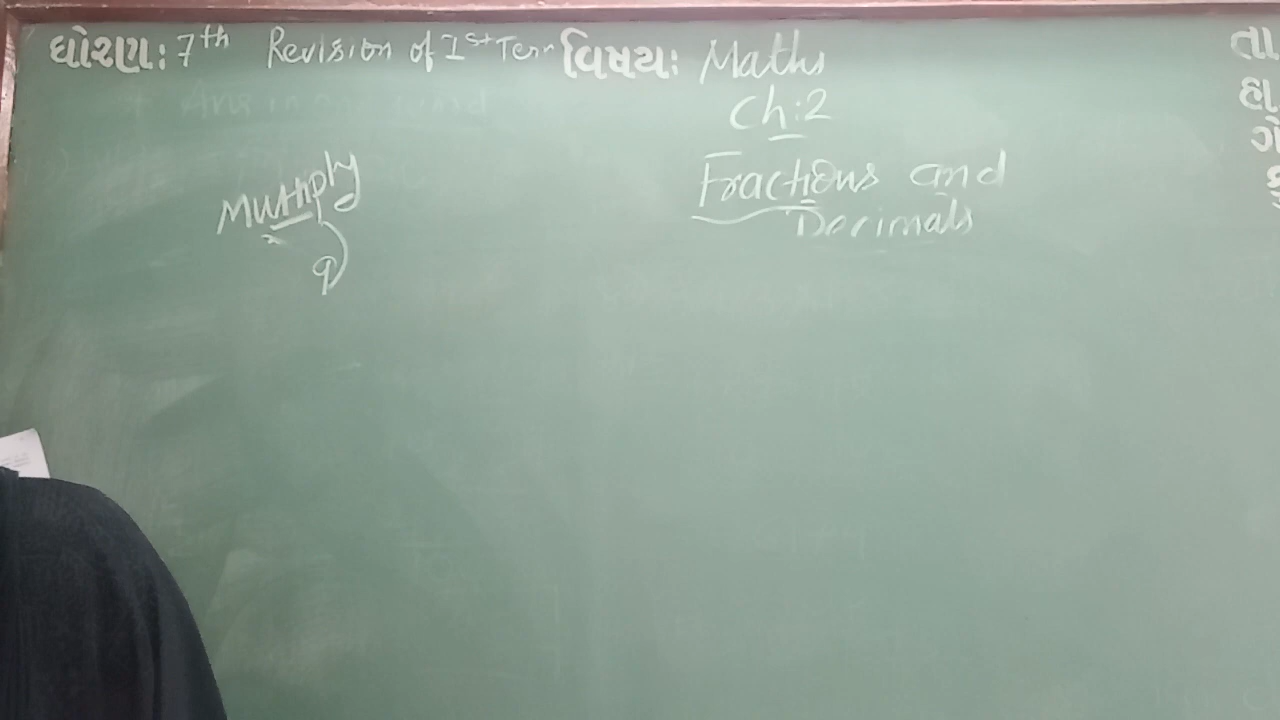 ધોરણ: 7th Revision of 1st Term વિષય: Maths
Ch:2
Fractions and
Decimals
Multiply
તા
હા
ગે